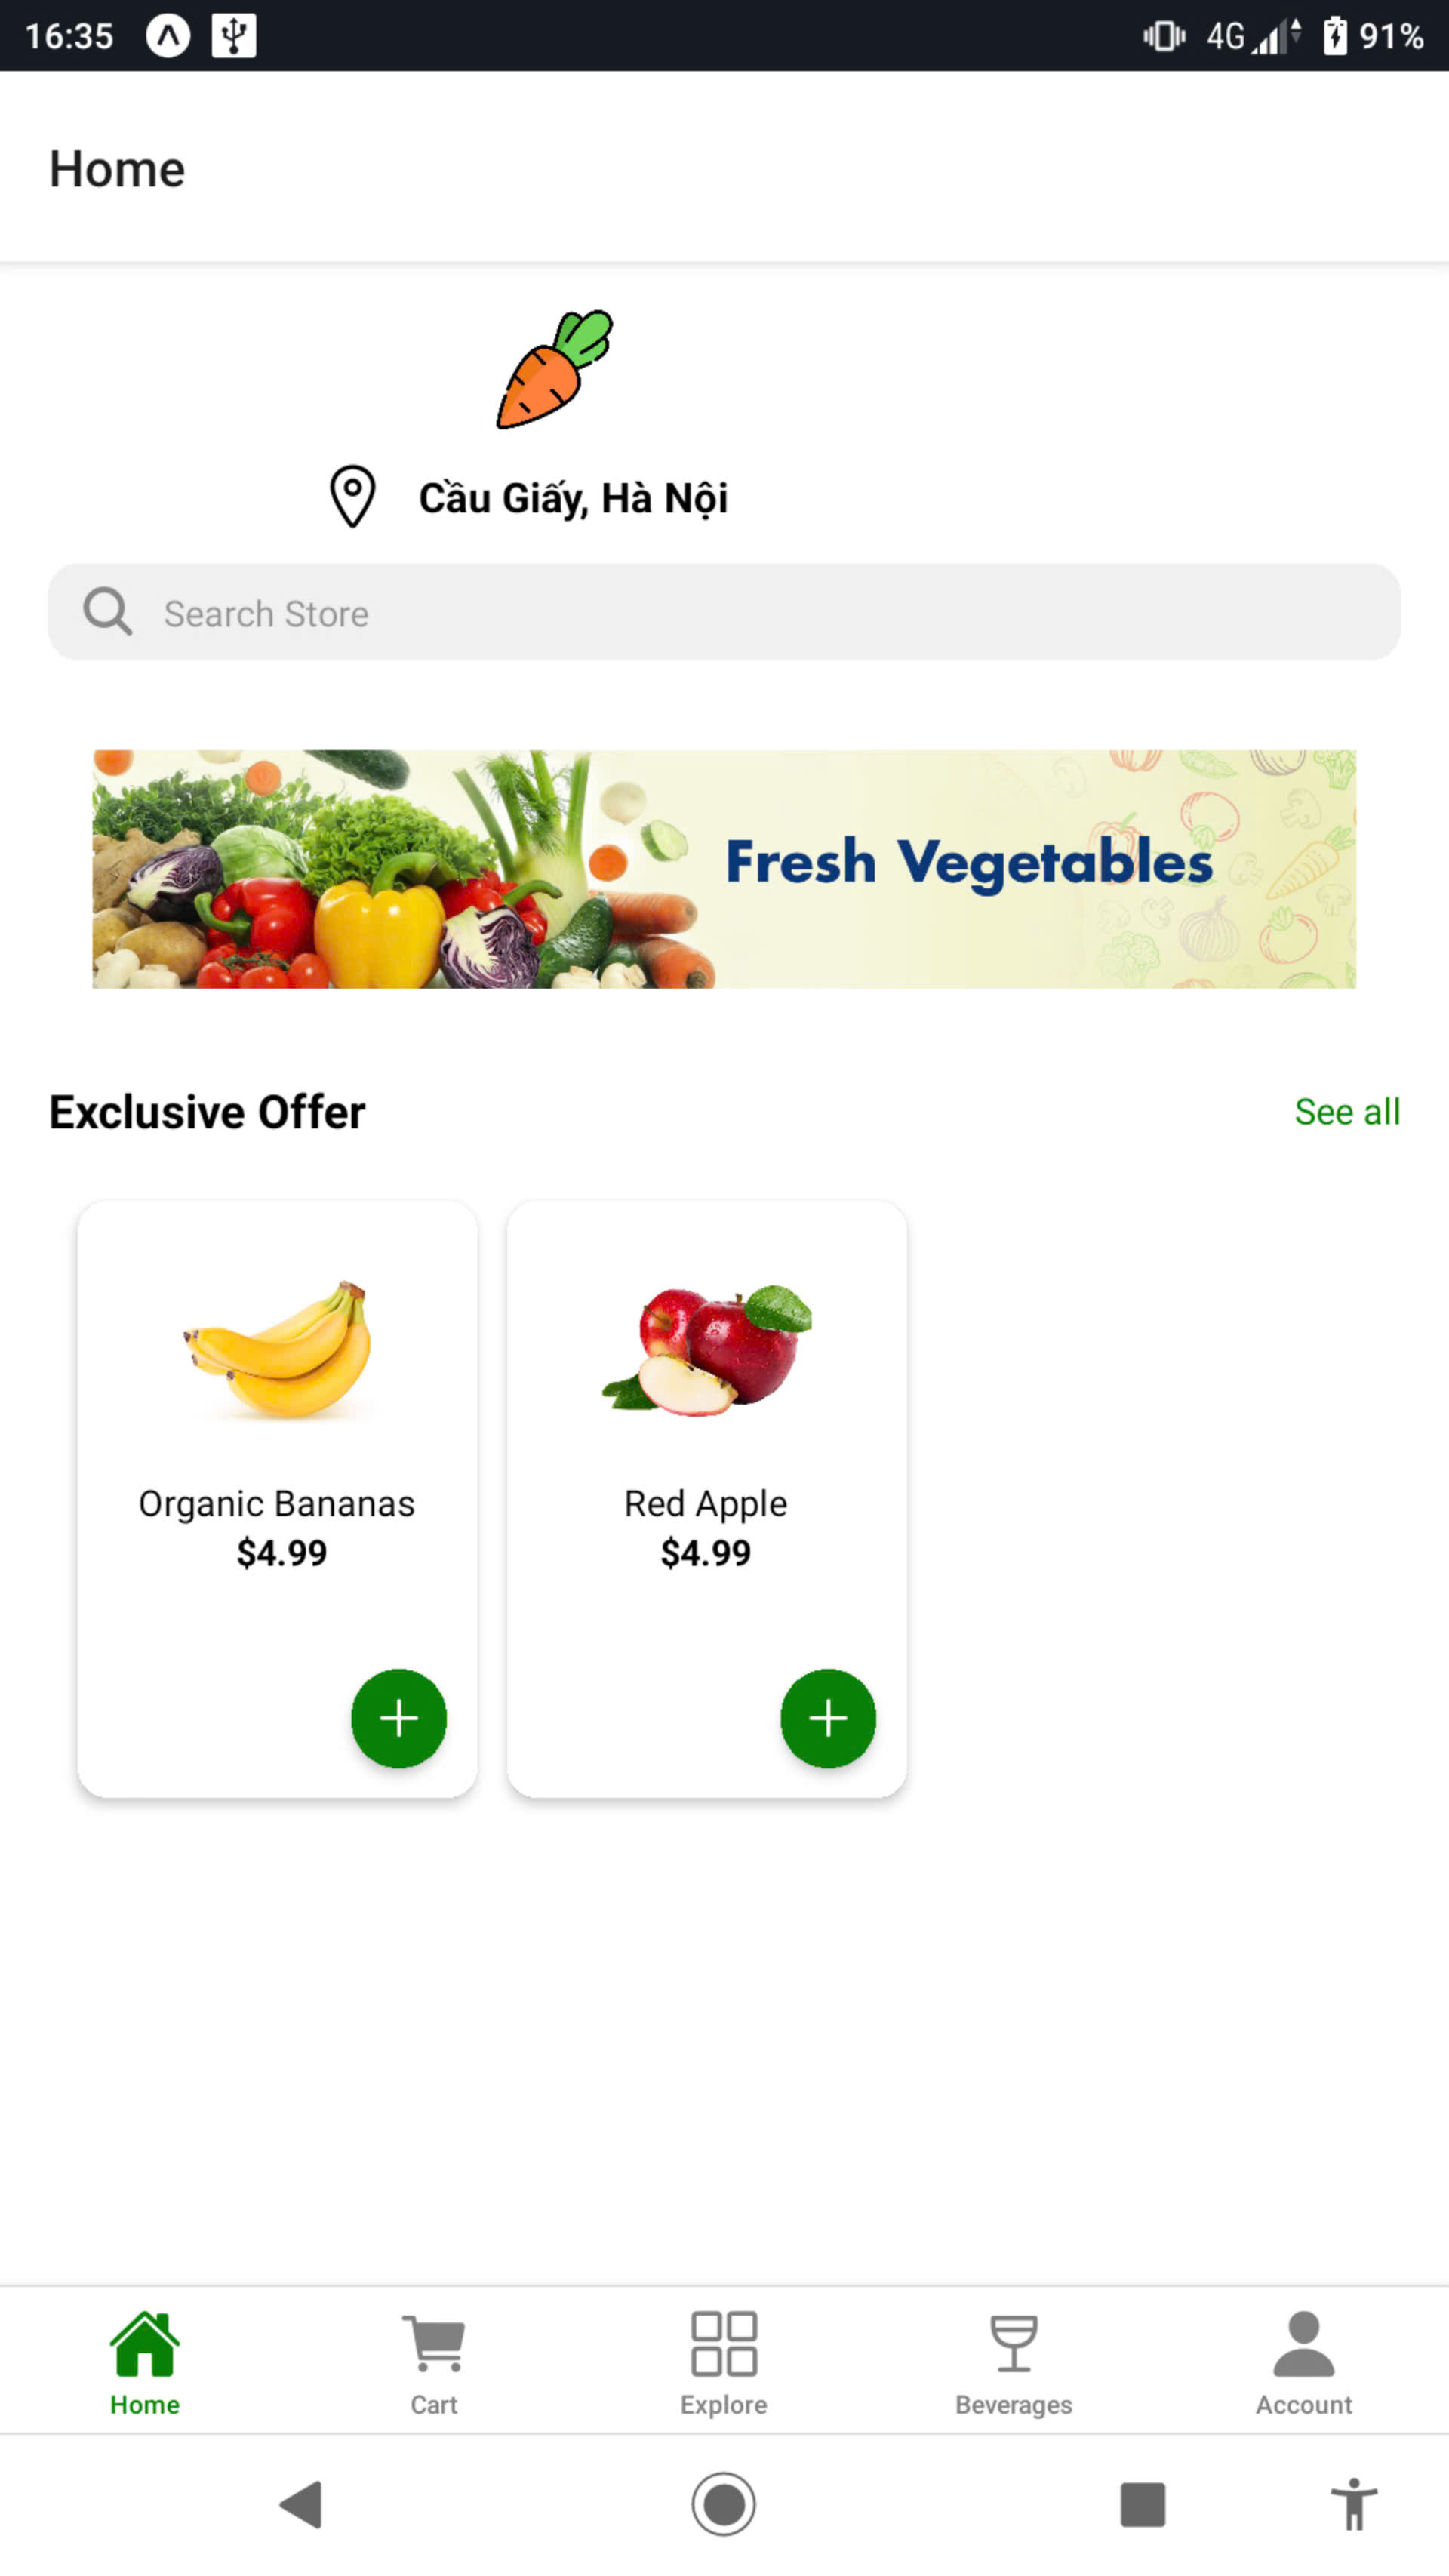 16:35 4G 91%
Home
Cầu Giấy, Hà Nội
Search Store
Fresh Vegetables
Exclusive Offer See all
Organic Bananas Red Apple
$4.99 $4.99
Home Cart Explore Beverages Account